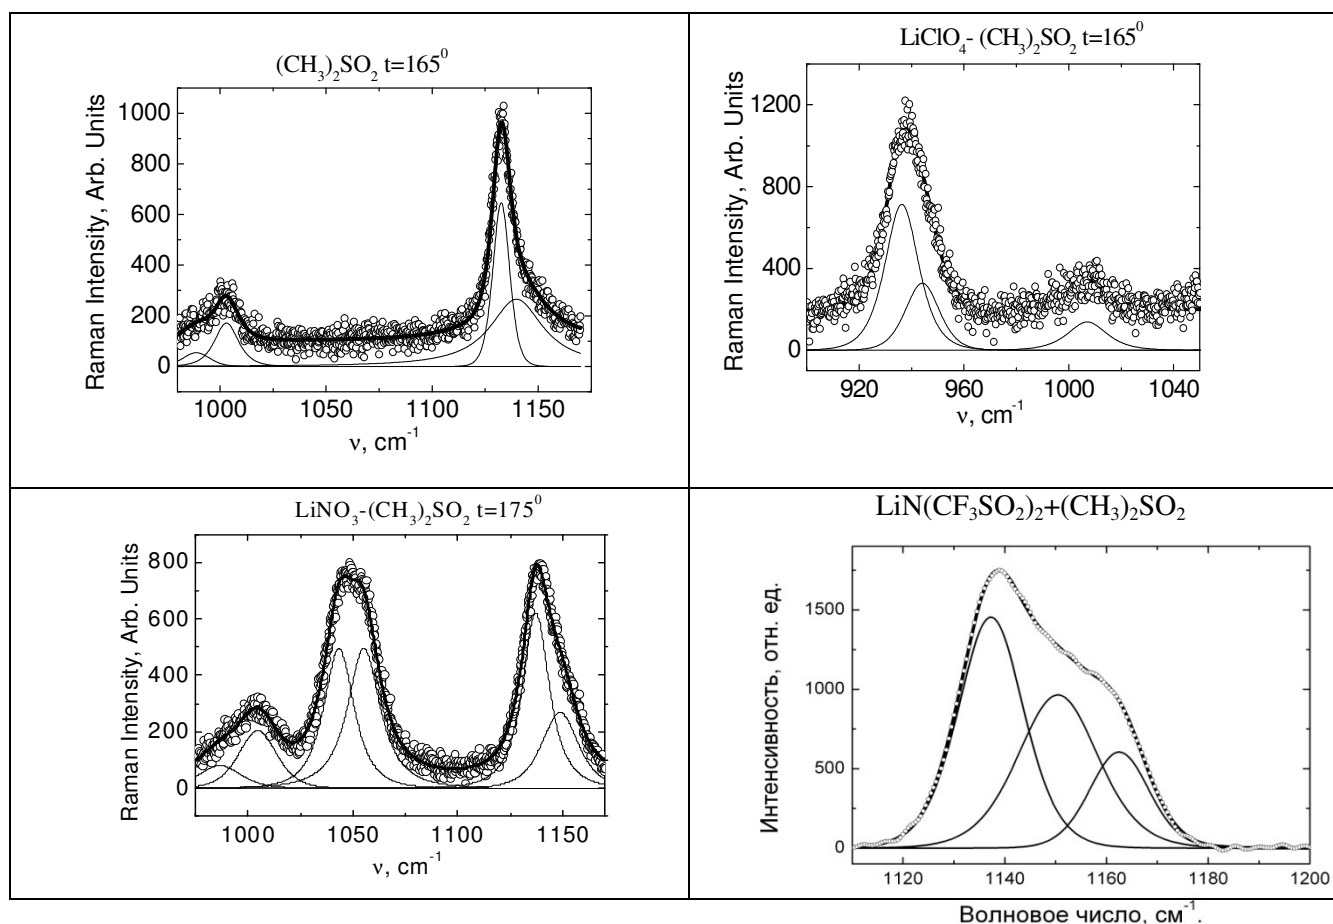 (CH₃)₂SO₂ t=165⁰
Raman Intensity, Arb. Units
1000
800
600
400
200
0
1000 1050 1100 1150
ν, cm⁻¹
LiClO₄- (CH₃)₂SO₂ t=165⁰
Raman Intensity, Arb. Units
1200
800
400
0
920 960 1000 1040
ν, cm⁻¹
LiNO₃-(CH₃)₂SO₂ t=175⁰
Raman Intensity, Arb. Units
800
600
400
200
0
1000 1050 1100 1150
ν, cm⁻¹
LiN(CF₃SO₂)₂+(CH₃)₂SO₂
Интенсивность, отн. ед.
1500
1000
500
0
1120 1140 1160 1180 1200
Волновое число, см⁻¹.